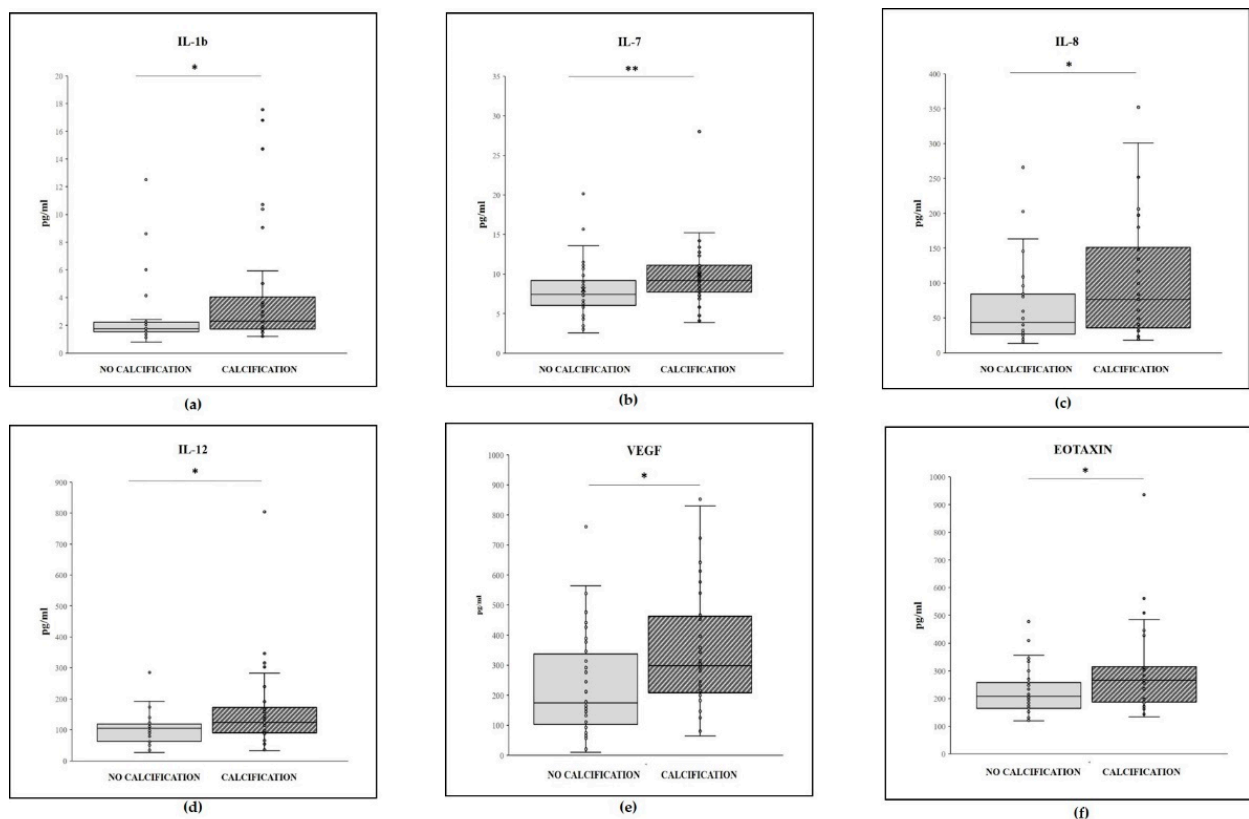 IL-1b
*
20
18
16
14
12
10
8
6
4
2
0
pg/ml
NO CALCIFICATION CALCIFICATION
(a)
IL-7
**
35
30
25
20
15
10
5
0
pg/ml
NO CALCIFICATION CALCIFICATION
(b)
IL-8
*
400
350
300
250
200
150
100
50
0
pg/ml
NO CALCIFICATION CALCIFICATION
(c)
IL-12
*
900
800
700
600
500
400
300
200
100
0
pg/ml
NO CALCIFICATION CALCIFICATION
(d)
VEGF
*
1000
900
800
700
600
500
400
300
200
100
0
pg/ml
NO CALCIFICATION CALCIFICATION
(e)
EOTAXIN
*
1000
900
800
700
600
500
400
300
200
100
0
pg/ml
NO CALCIFICATION CALCIFICATION
(f)